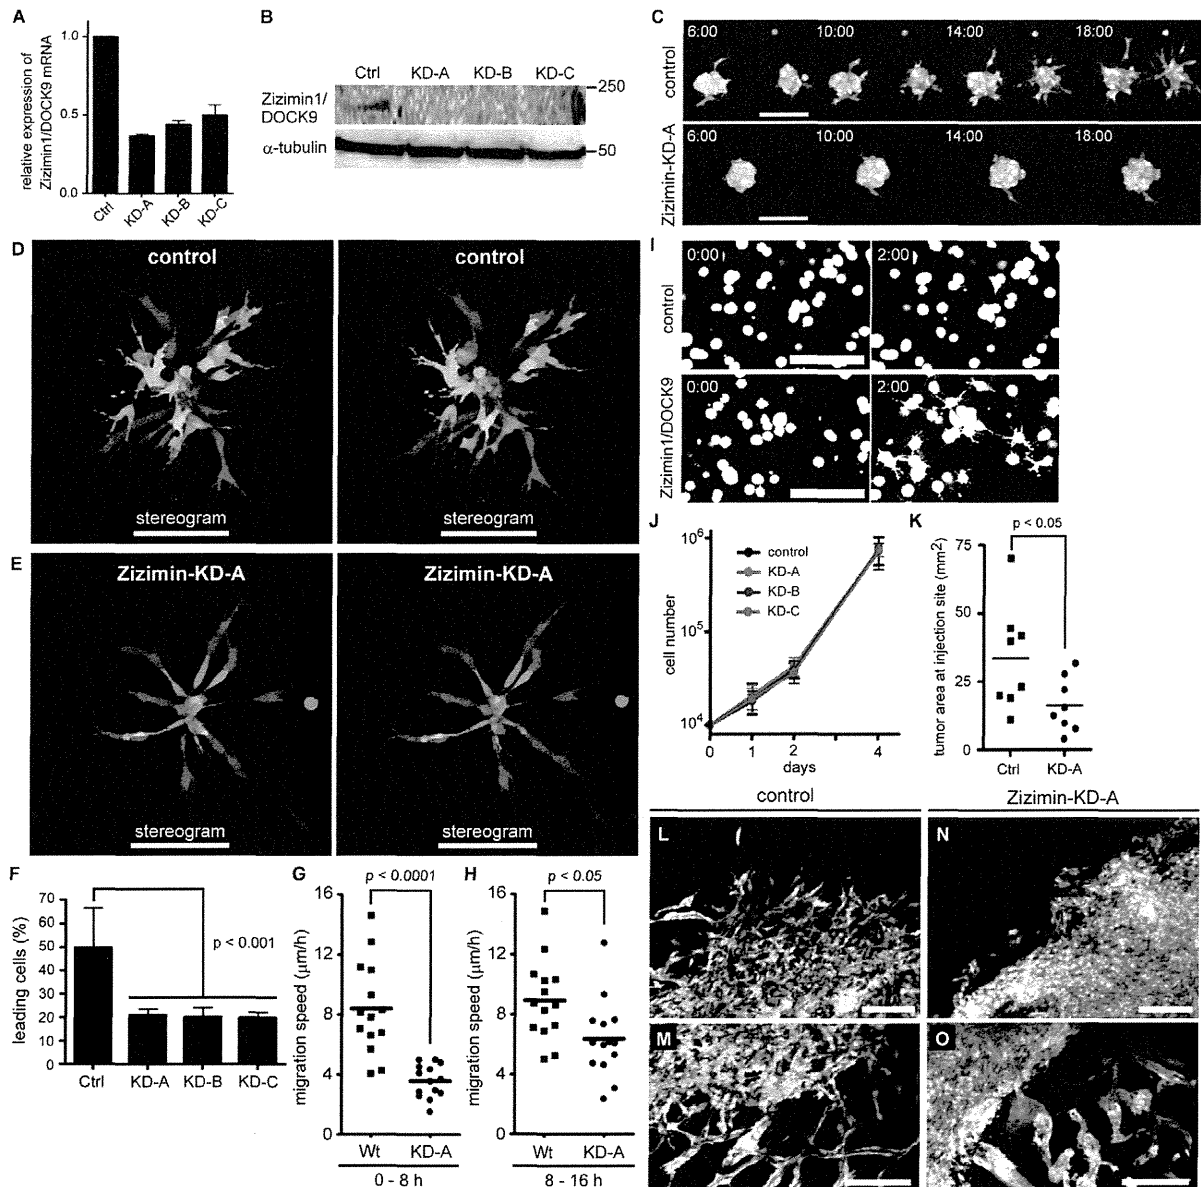 A
relative expression of
Zizimin1/DOCK9 mRNA
1.0
0.5
0.0
Ctrl
KD-A
KD-B
KD-C
B
Ctrl KD-A KD-B KD-C
Zizimin1/
DOCK9
250
α-tubulin
50
C
control
6:00 10:00 14:00 18:00
Zizimin-KD-A
6:00 10:00 14:00 18:00
D
control control
stereogram stereogram
E
Zizimin-KD-A Zizimin-KD-A
stereogram stereogram
F
leading cells (%)
70
60
50
40
30
20
10
0
p < 0.001
Ctrl KD-A KD-B KD-C
G
migration speed (µm/h)
p < 0.0001
16
12
8
4
0
Wt KD-A
0 - 8 h
H
migration speed (µm/h)
p < 0.05
16
12
8
4
0
Wt KD-A
8 - 16 h
I
control
0:00 2:00
Zizimin1/DOCK9
0:00 2:00
J
cell number
10⁶
10⁵
10⁴
control
KD-A
KD-B
KD-C
0 1 2 4
days
K
p < 0.05
tumor area at injection site (mm²)
75
50
25
0
Ctrl KD-A
control Zizimin-KD-A
L N
M O